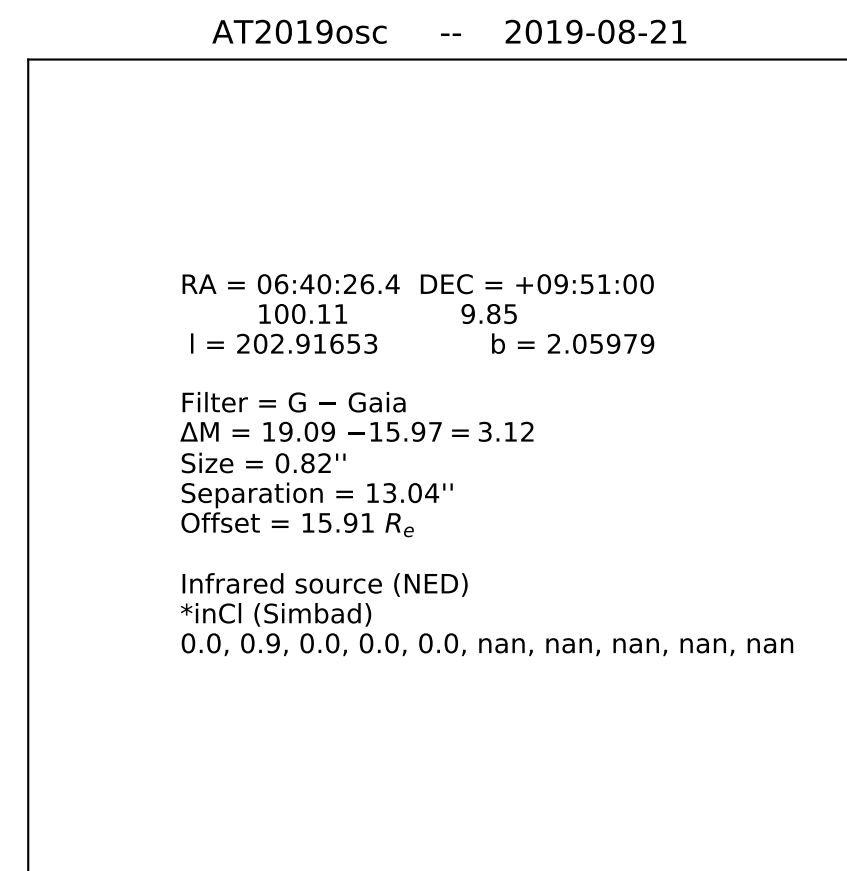 AT2019osc -- 2019-08-21
RA = 06:40:26.4 DEC = +09:51:00
100.11 9.85
l = 202.91653 b = 2.05979
Filter = G − Gaia
ΔM = 19.09 −15.97 = 3.12
Size = 0.82''
Separation = 13.04''
Offset = 15.91 Re
Infrared source (NED)
*inCl (Simbad)
0.0, 0.9, 0.0, 0.0, 0.0, nan, nan, nan, nan, nan